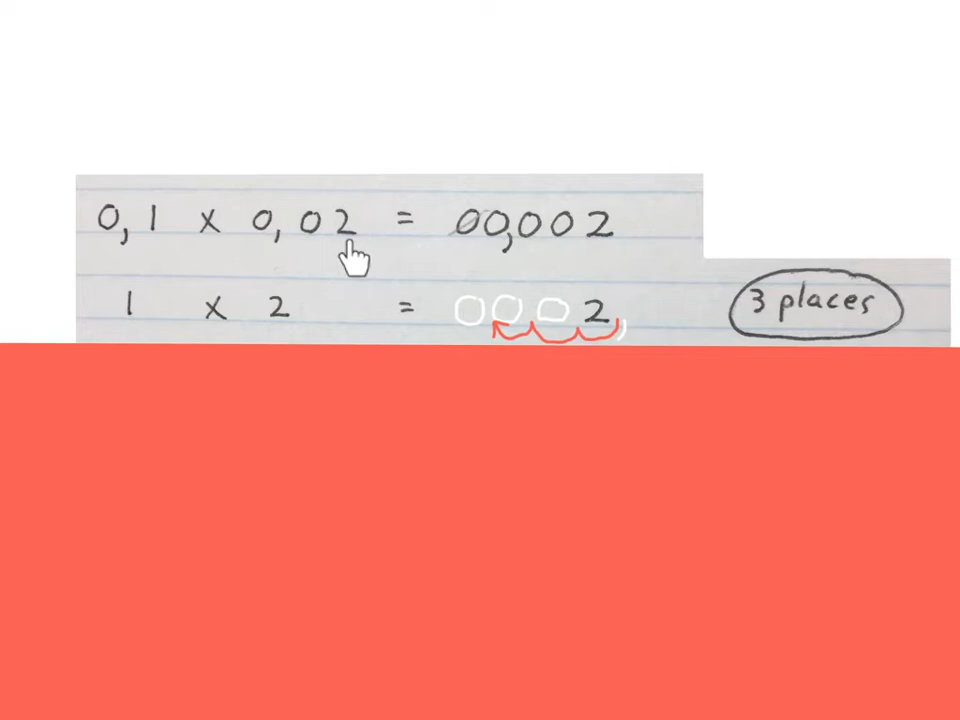 0,1 x 0,02 = 00,002
1 x 2 = 0002,
3 places